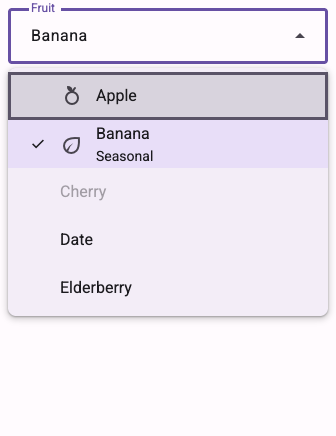 Fruit
Banana
Apple
Banana
Seasonal
Cherry
Date
Elderberry